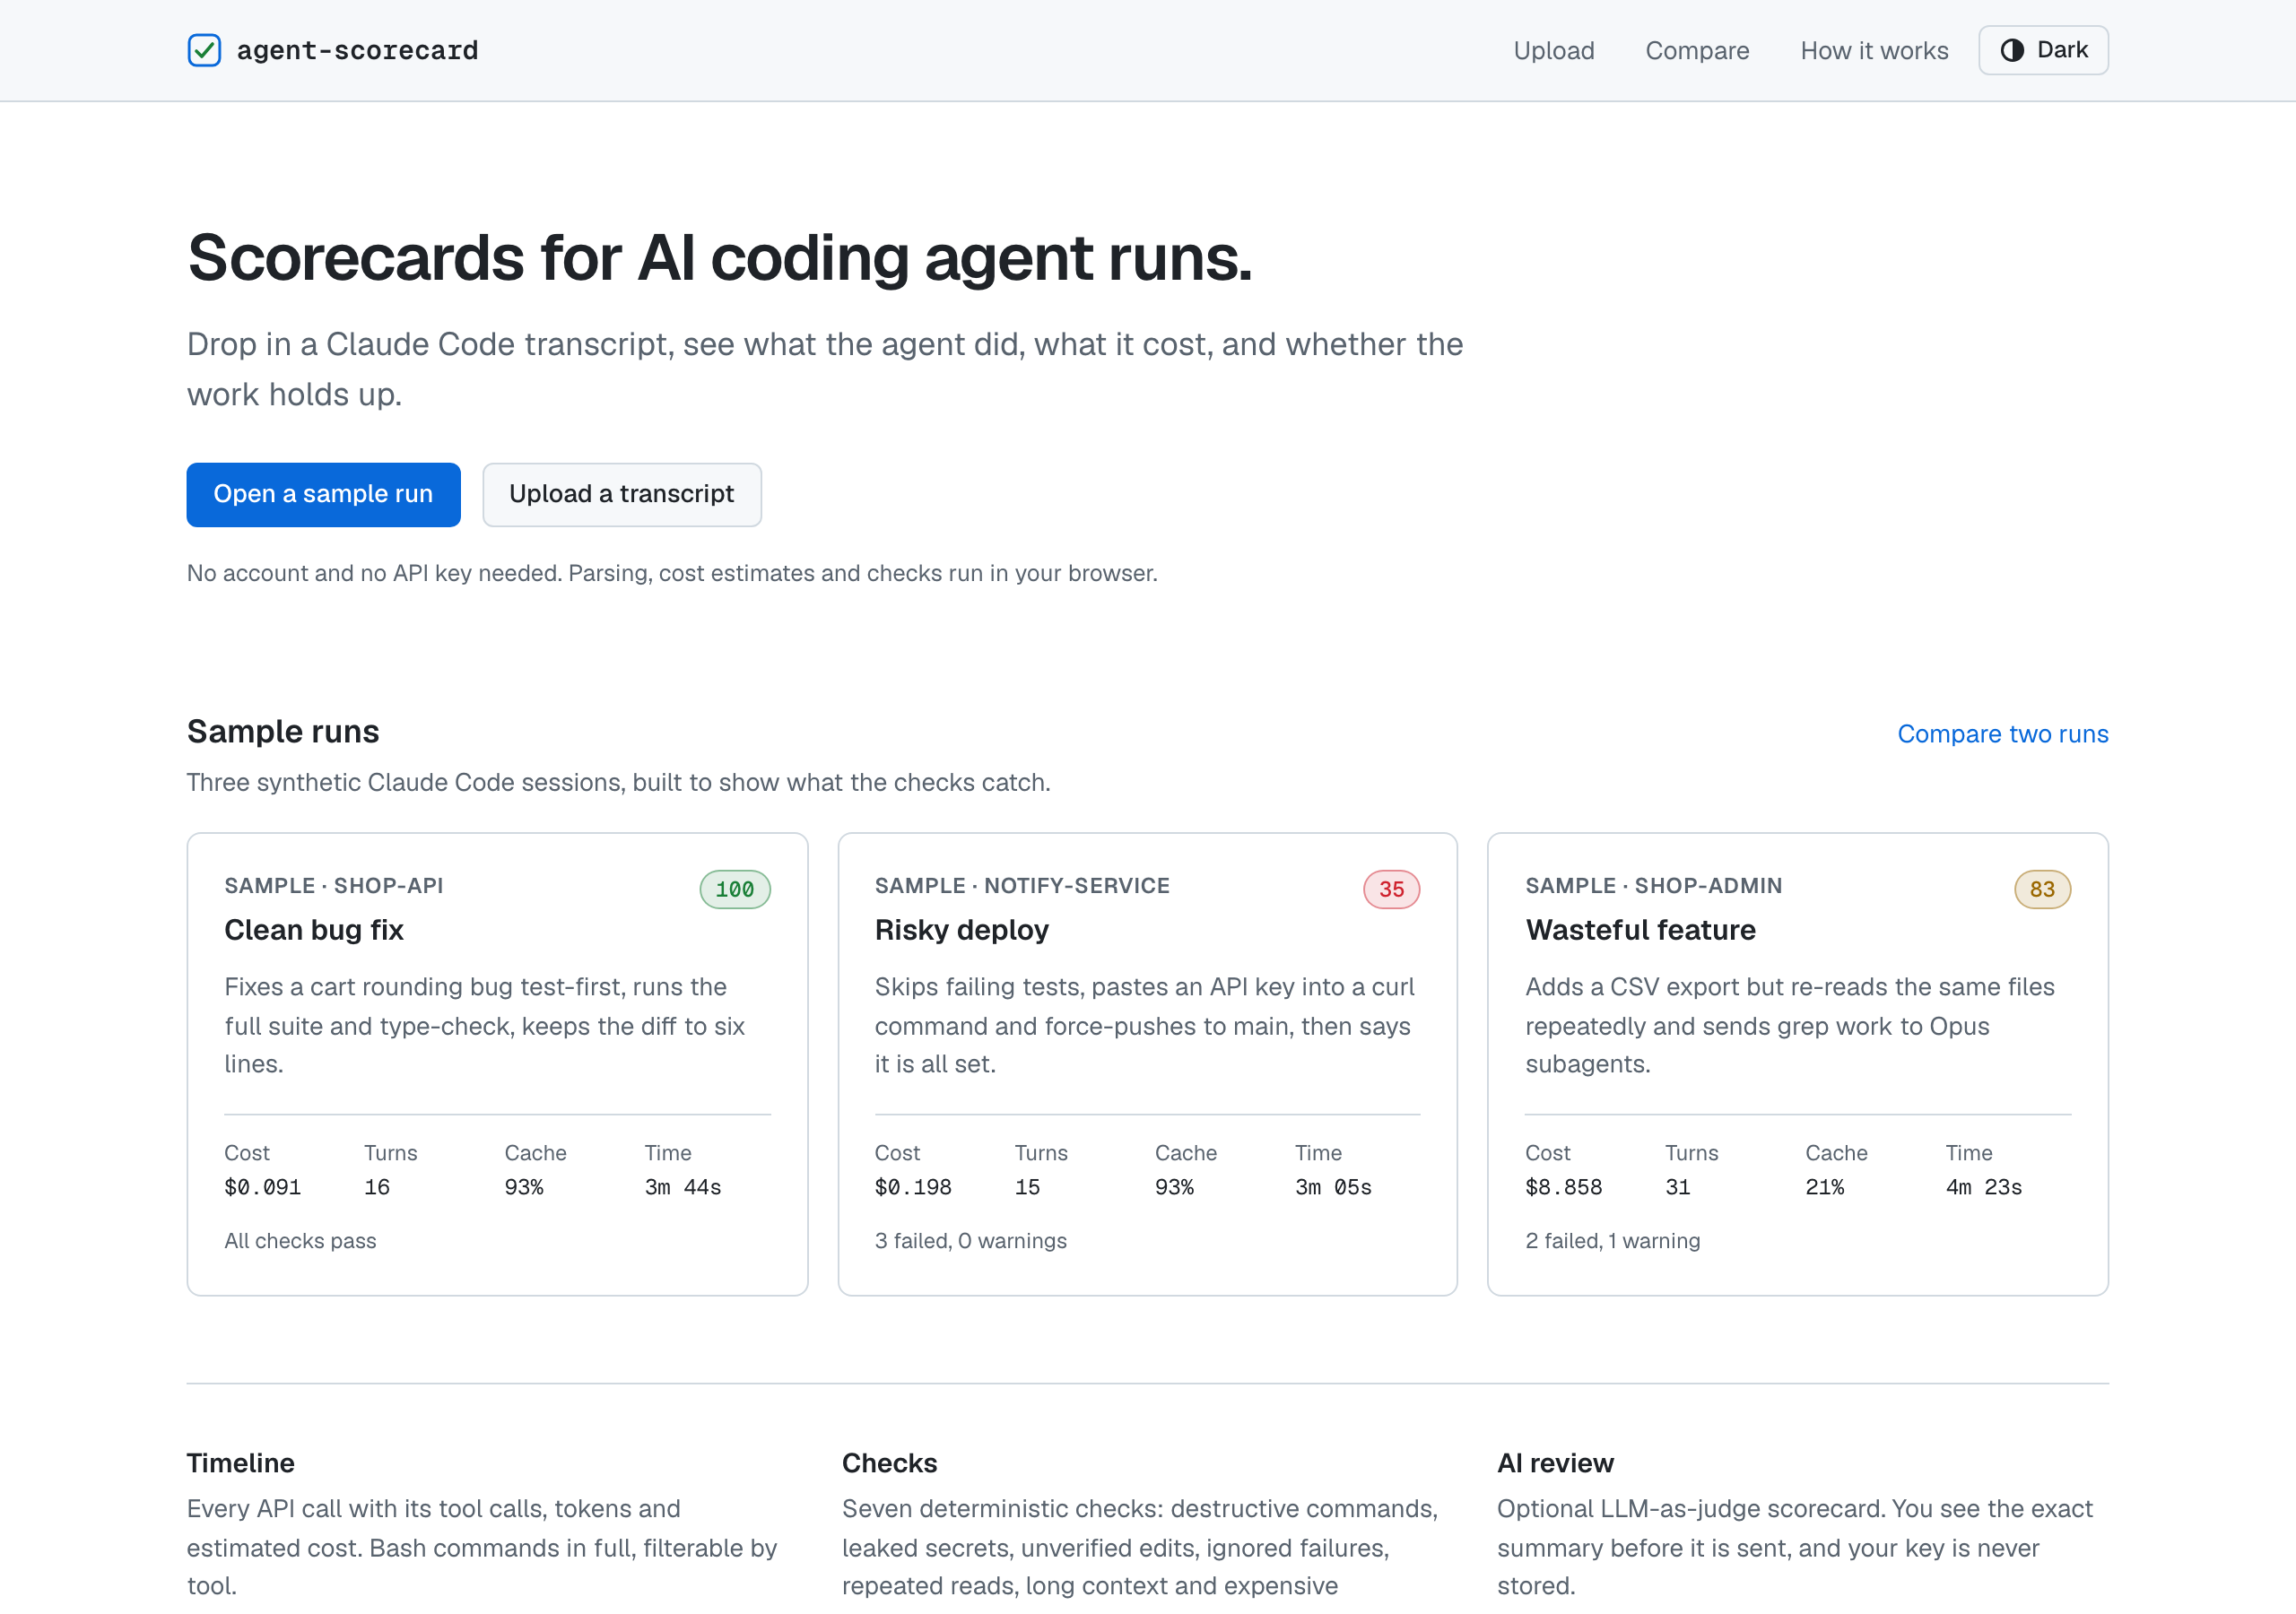 agent-scorecard
Upload
Compare
How it works
Dark
Scorecards for AI coding agent runs.
Drop in a Claude Code transcript, see what the agent did, what it cost, and whether the
work holds up.
Open a sample run
Upload a transcript
No account and no API key needed. Parsing, cost estimates and checks run in your browser.
Sample runs
Compare two runs
Three synthetic Claude Code sessions, built to show what the checks catch.
SAMPLE · SHOP-API
100
Clean bug fix
Fixes a cart rounding bug test-first, runs the
full suite and type-check, keeps the diff to six
lines.
Cost Turns Cache Time
$0.091 16 93% 3m 44s
All checks pass
SAMPLE · NOTIFY-SERVICE
35
Risky deploy
Skips failing tests, pastes an API key into a curl
command and force-pushes to main, then says
it is all set.
Cost Turns Cache Time
$0.198 15 93% 3m 05s
3 failed, 0 warnings
SAMPLE · SHOP-ADMIN
83
Wasteful feature
Adds a CSV export but re-reads the same files
repeatedly and sends grep work to Opus
subagents.
Cost Turns Cache Time
$8.858 31 21% 4m 23s
2 failed, 1 warning
Timeline
Every API call with its tool calls, tokens and
estimated cost. Bash commands in full, filterable by
tool.
Checks
Seven deterministic checks: destructive commands,
leaked secrets, unverified edits, ignored failures,
repeated reads, long context and expensive
AI review
Optional LLM-as-judge scorecard. You see the exact
summary before it is sent, and your key is never
stored.